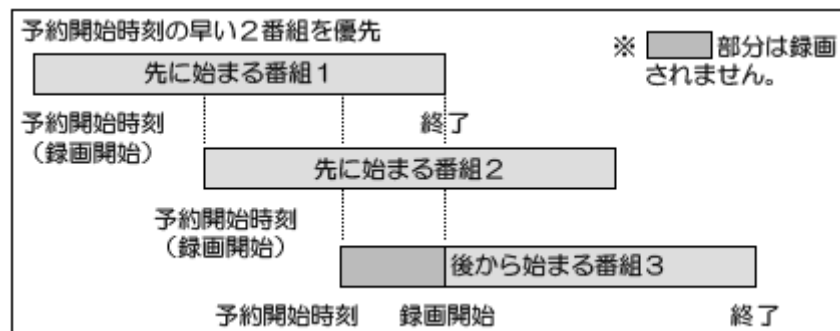 予約開始時刻の早い２番組を優先
※　　部分は録画
されません。
先に始まる番組１
予約開始時刻
（録画開始）
終了
先に始まる番組２
予約開始時刻
（録画開始）
後から始まる番組３
予約開始時刻　録画開始　終了